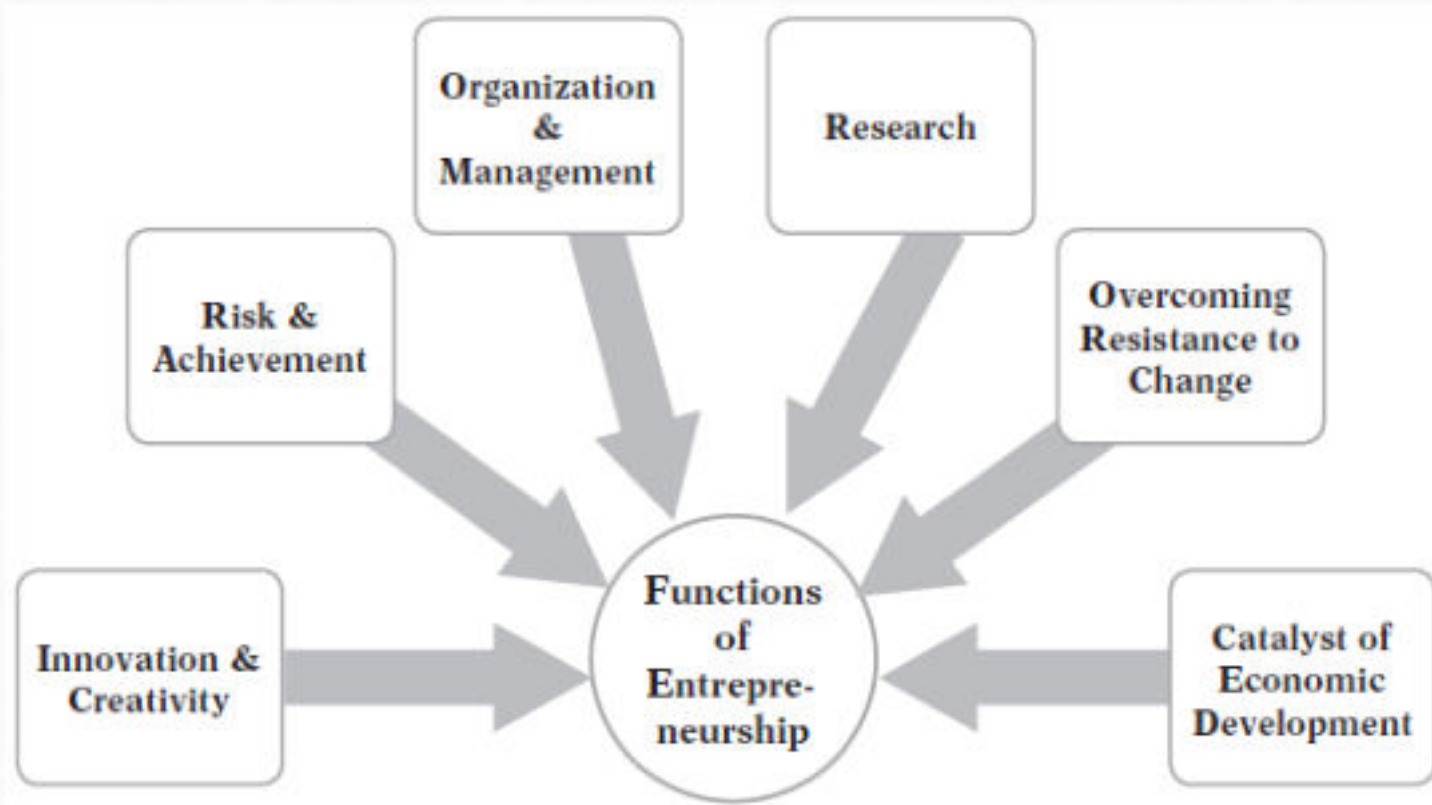 Organization
&
Management
Research
Risk &
Achievement
Overcoming
Resistance to
Change
Innovation &
Creativity
Functions
of
Entrepre-
neurship
Catalyst of
Economic
Development